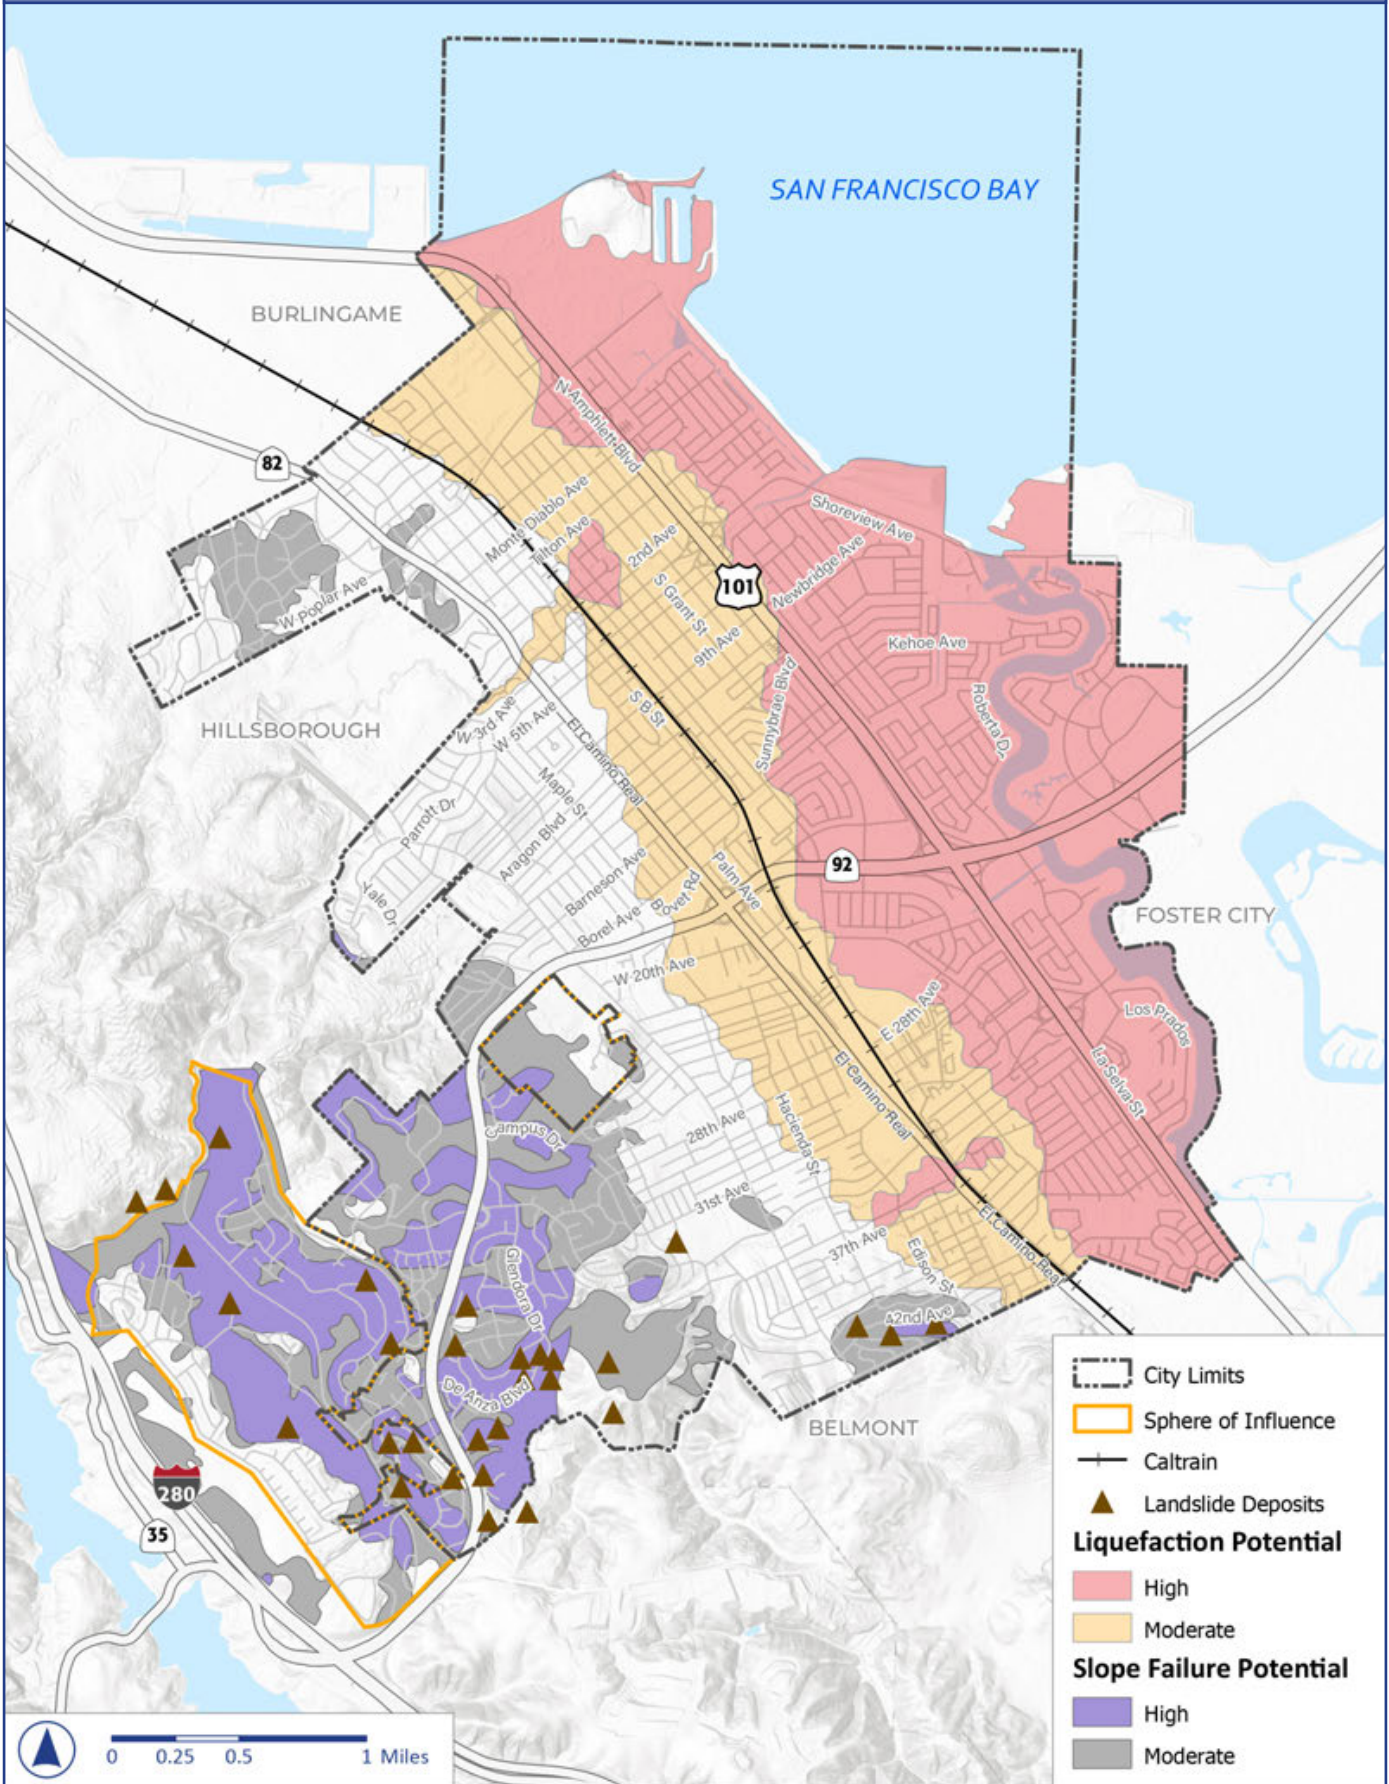 SAN FRANCISCO BAY
BURLINGAME
N Amphlett Blvd
82
Monte Diablo Ave
Tilton Ave
2nd Ave
Shoreview Ave
Newbridge Ave
101
S Grant St
9th Ave
W Poplar Ave
Kehoe Ave
Roberta Dr
Sunnybrae Blvd
S B St
HILLSBOROUGH
W 3rd Ave
W 5th Ave
El Camino Real
Maple St
Parrott Dr
Aragon Blvd
Yale Dr
Barneson Ave
Bovet Rd
Palm Ave
92
Borel Ave
FOSTER CITY
W 20th Ave
E 28th Ave
Los Prados
La Selva St
El Camino Real
Hacienda St
28th Ave
Campus Dr
31st Ave
37th Ave
Edison St
El Camino Real
Glendora Dr
42nd Ave
De Anza Blvd
BELMONT
280
35
City Limits
Sphere of Influence
Caltrain
Landslide Deposits
Liquefaction Potential
High
Moderate
Slope Failure Potential
High
Moderate
0 0.25 0.5 1 Miles